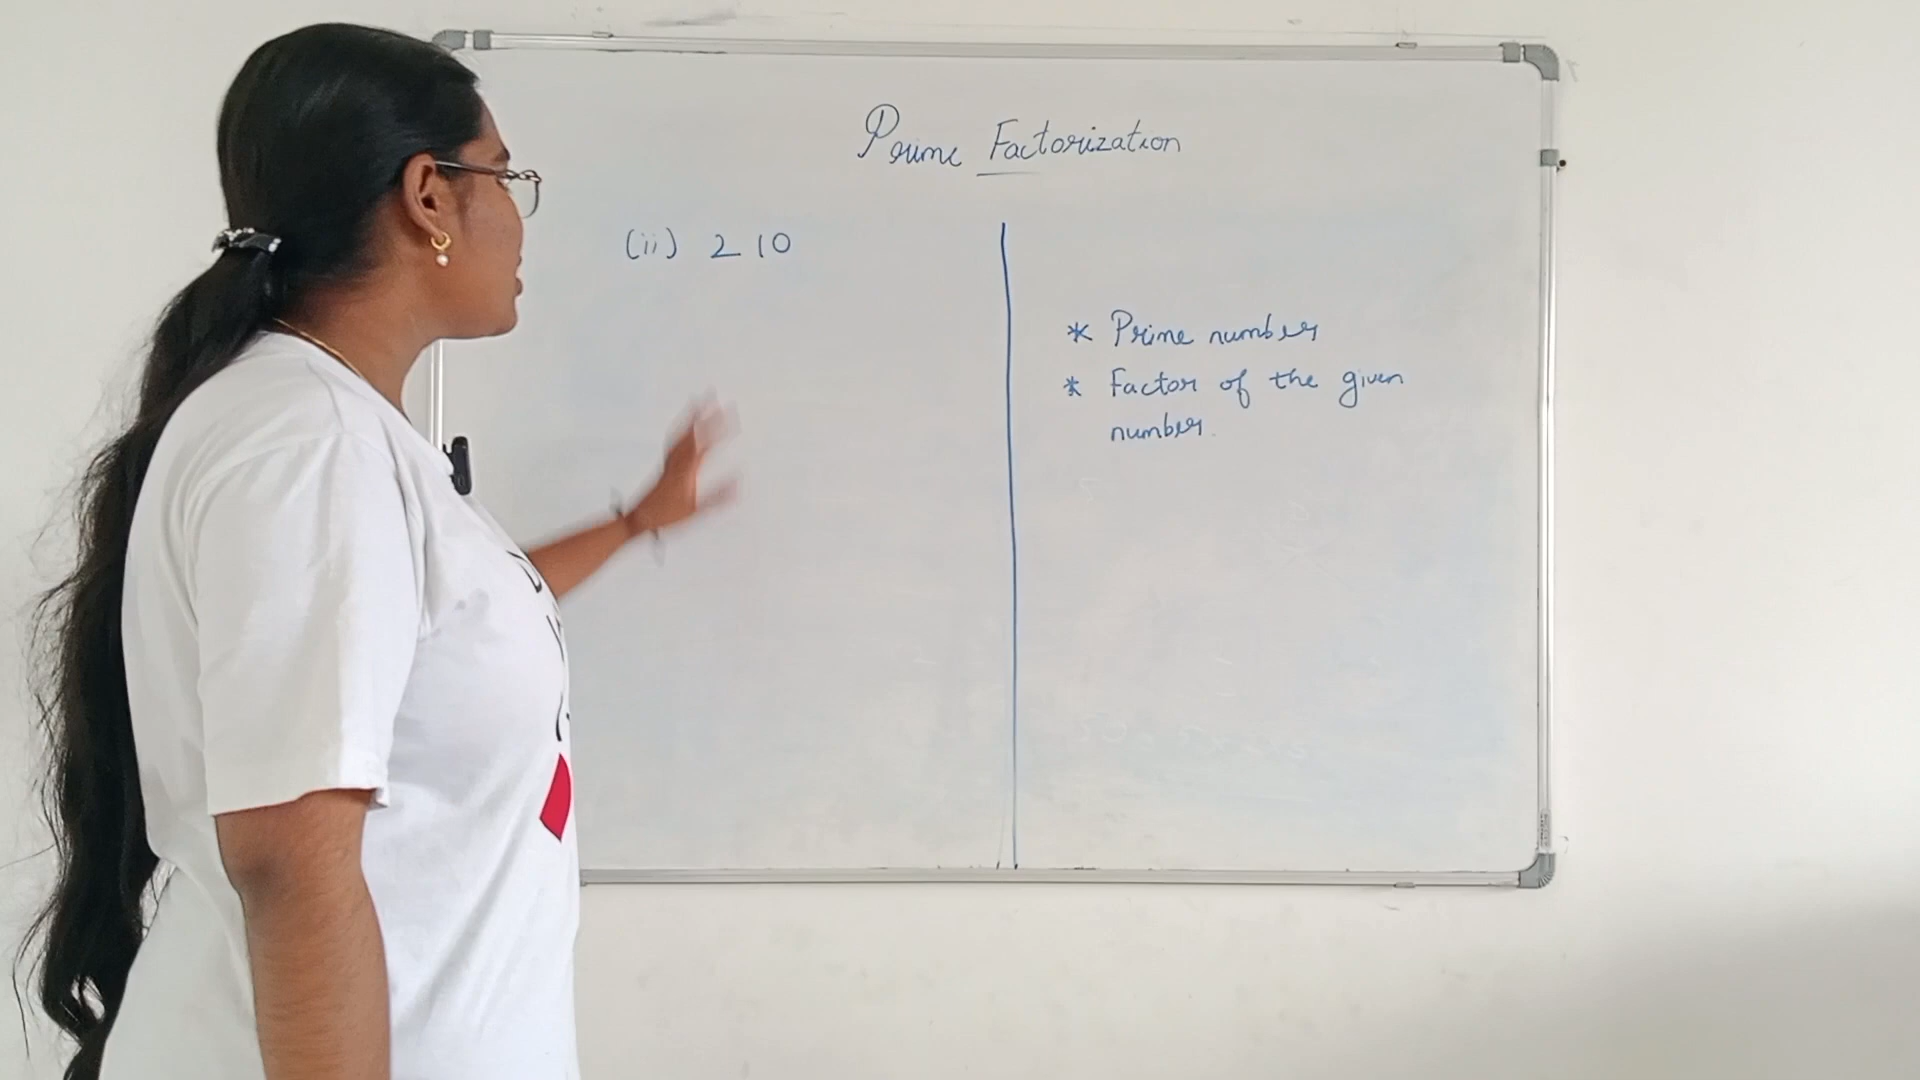 Prime Factorization
(ii) 210
* Prime number
* Factor of the given
number.